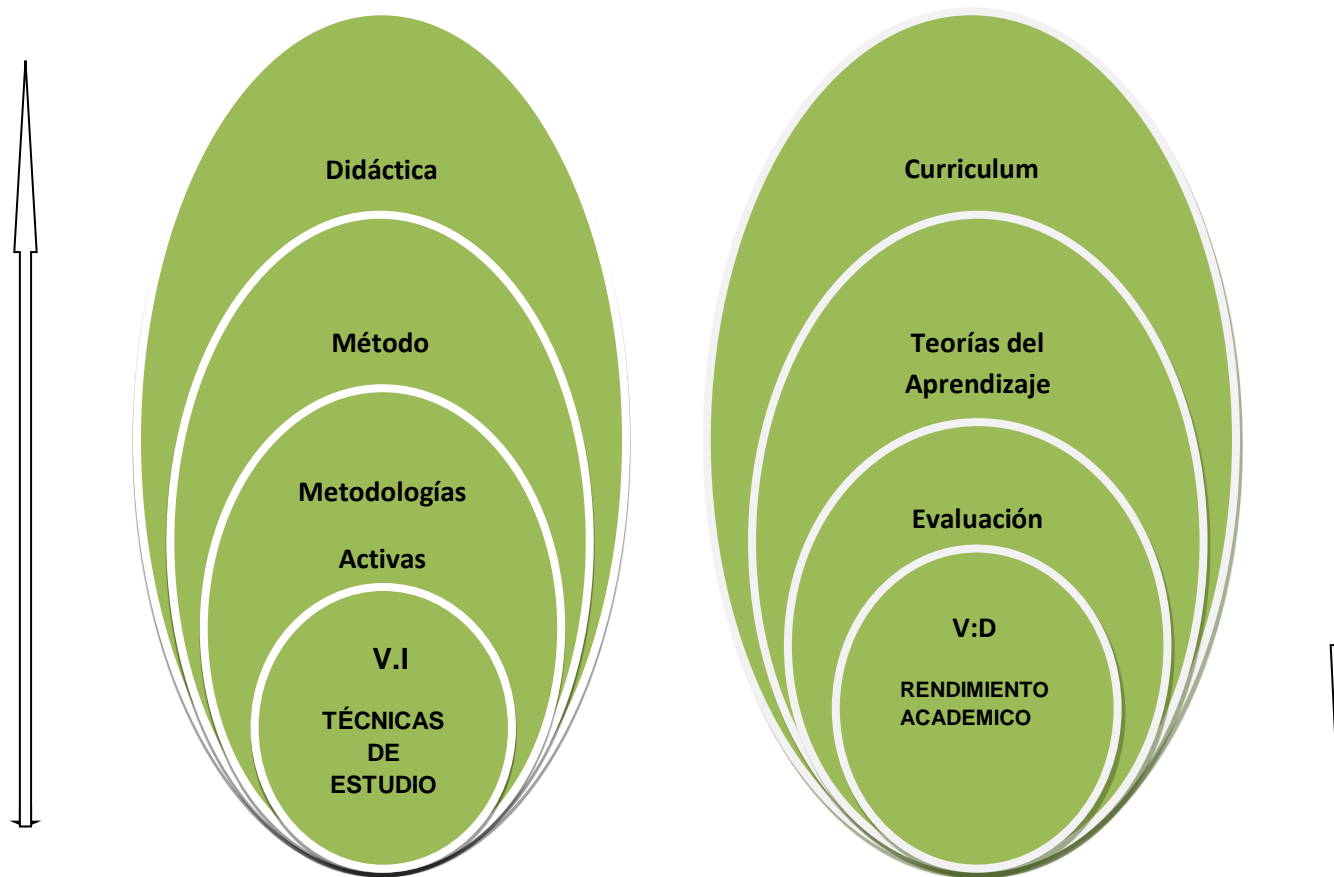 Didáctica
Método
Metodologías
Activas
V.I
TÉCNICAS
DE
ESTUDIO
Curriculum
Teorías del
Aprendizaje
Evaluación
V:D
RENDIMIENTO
ACADEMICO